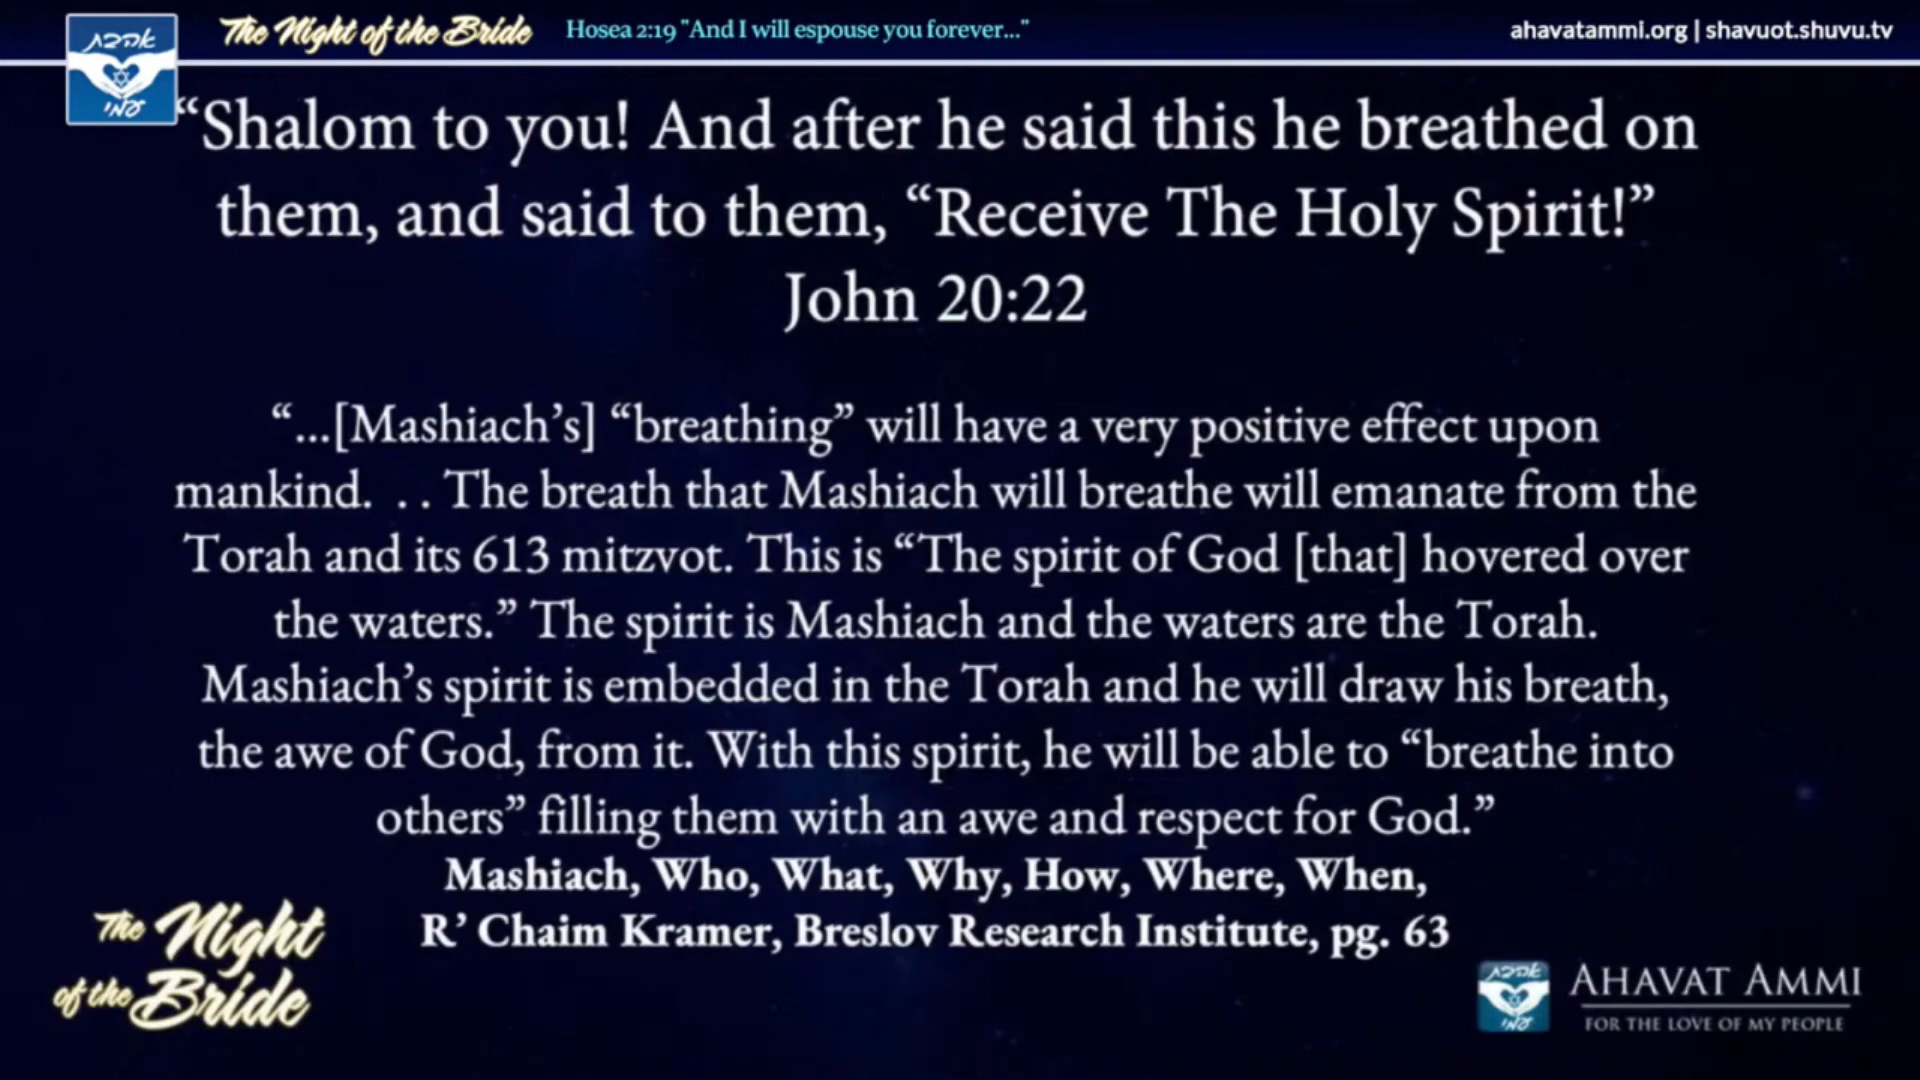 אהבת
עמי
The Night of the Bride
Hosea 2:19 "And I will espouse you forever..."
ahavatammi.org | shavuot.shuvu.tv
“Shalom to you! And after he said this he breathed on
them, and said to them, “Receive The Holy Spirit!”
John 20:22
“...[Mashiach’s] “breathing” will have a very positive effect upon
mankind. . . The breath that Mashiach will breathe will emanate from the
Torah and its 613 mitzvot. This is “The spirit of God [that] hovered over
the waters.” The spirit is Mashiach and the waters are the Torah.
Mashiach’s spirit is embedded in the Torah and he will draw his breath,
the awe of God, from it. With this spirit, he will be able to “breathe into
others” filling them with an awe and respect for God.”
Mashiach, Who, What, Why, How, Where, When,
R’ Chaim Kramer, Breslov Research Institute, pg. 63
The Night
of the Bride
אהבת
עמי
AHAVAT AMMI
FOR THE LOVE OF MY PEOPLE